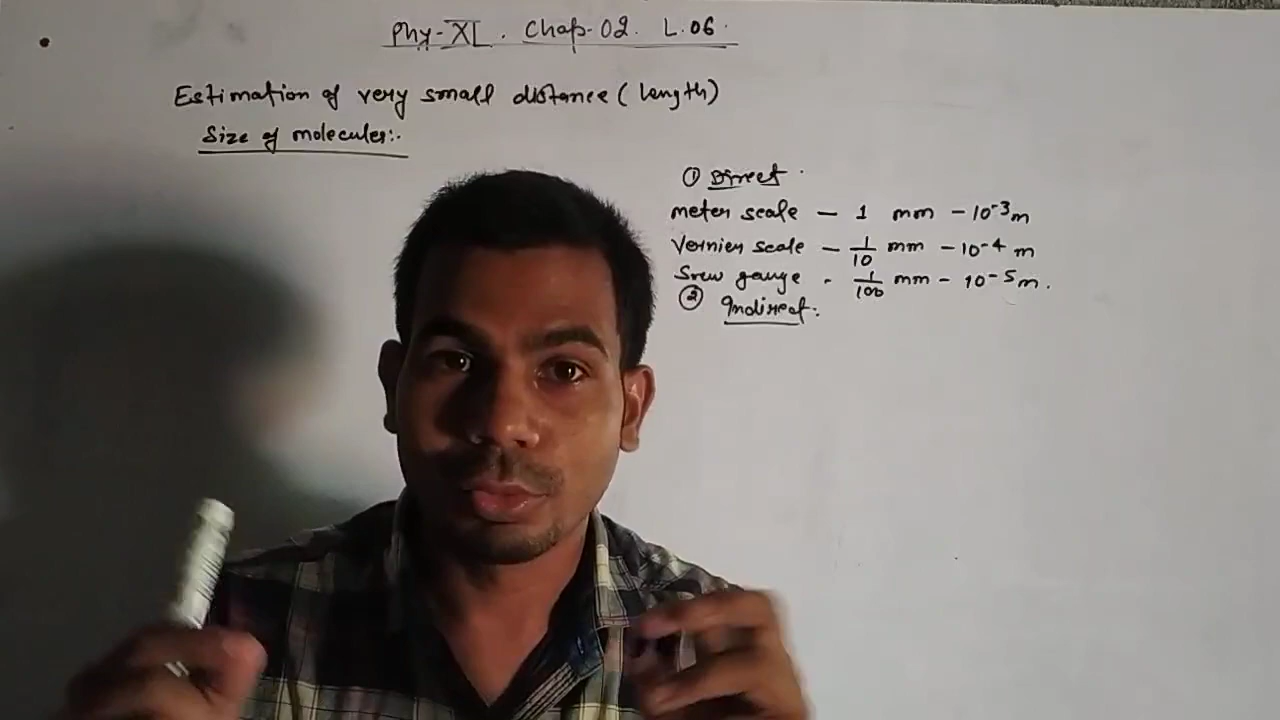 Phy-XI. Chap-02. L.06.
Estimation of very small distance (length)
Size of molecules:.
① Direct.
meter scale — 1 mm — 10⁻³m
Vernier scale — 1/10 mm — 10⁻⁴ m
Srew gauge - 1/100 mm - 10⁻⁵m.
② Indirect: